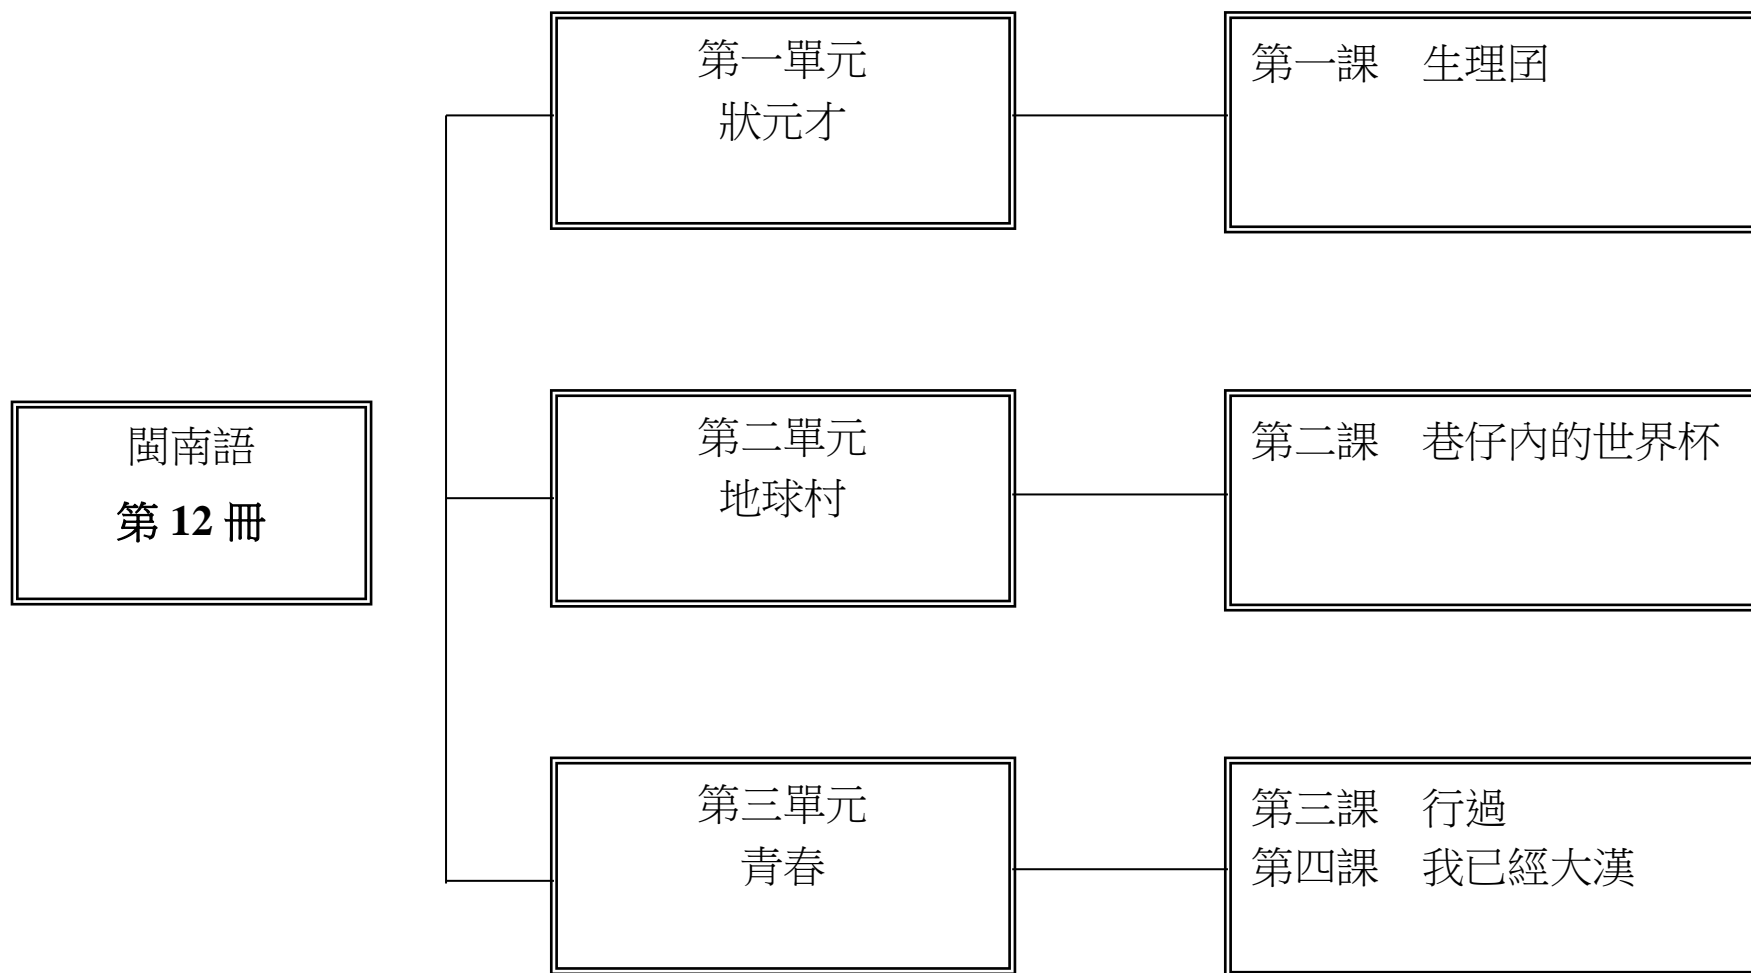 閩南語
第 12 冊
第一單元
狀元才
第一課　生理囝
第二單元
地球村
第二課　巷仔內的世界杯
第三單元
青春
第三課　行過
第四課　我已經大漢